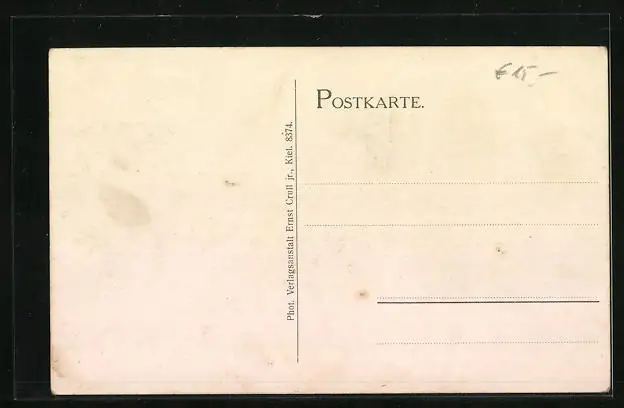 € 15,-
POSTKARTE.
Phot. Verlagsanstalt Ernst Crull jr., Kiel. 8374.